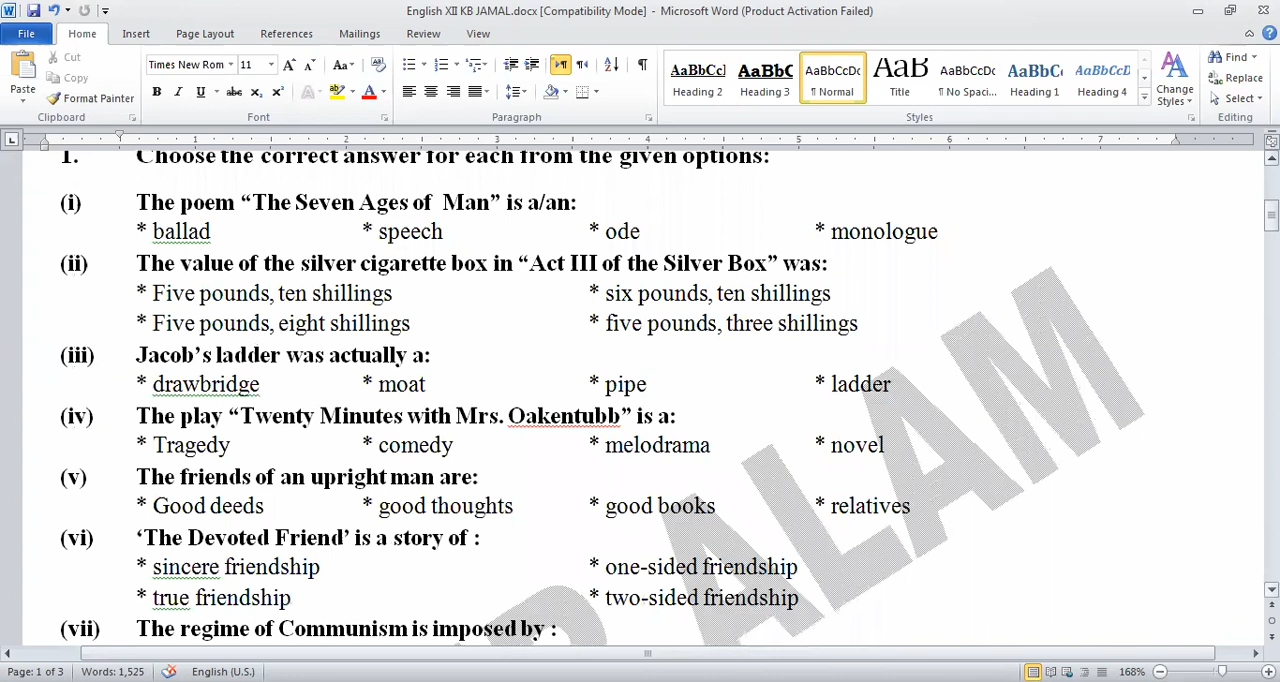 English XII KB JAMAL.docx [Compatibility Mode] - Microsoft Word (Product Activation Failed)
File Home Insert Page Layout References Mailings Review View
Paste
Cut
Copy
Format Painter
Clipboard
Times New Rom 11
Font
Paragraph
AaBbCcI AaBbC AaBbCcDc AaB AaBbCcDc AaBbCc AaBbCcD
Heading 2 Heading 3 ¶ Normal Title ¶ No Spaci... Heading 1 Heading 4
Change Styles
Styles
Find
Replace
Select
Editing
1 2 3 4 5 6 7
1. Choose the correct answer for each from the given options:
(i) The poem “The Seven Ages of Man” is a/an:
* ballad * speech * ode * monologue
(ii) The value of the silver cigarette box in “Act III of the Silver Box” was:
* Five pounds, ten shillings * six pounds, ten shillings
* Five pounds, eight shillings * five pounds, three shillings
(iii) Jacob’s ladder was actually a:
* drawbridge * moat * pipe * ladder
(iv) The play “Twenty Minutes with Mrs. Oakentubb” is a:
* Tragedy * comedy * melodrama * novel
(v) The friends of an upright man are:
* Good deeds * good thoughts * good books * relatives
(vi) ‘The Devoted Friend’ is a story of :
* sincere friendship * one-sided friendship
* true friendship * two-sided friendship
(vii) The regime of Communism is imposed by :
ALAM
Page: 1 of 3 Words: 1,525 English (U.S.) 168%